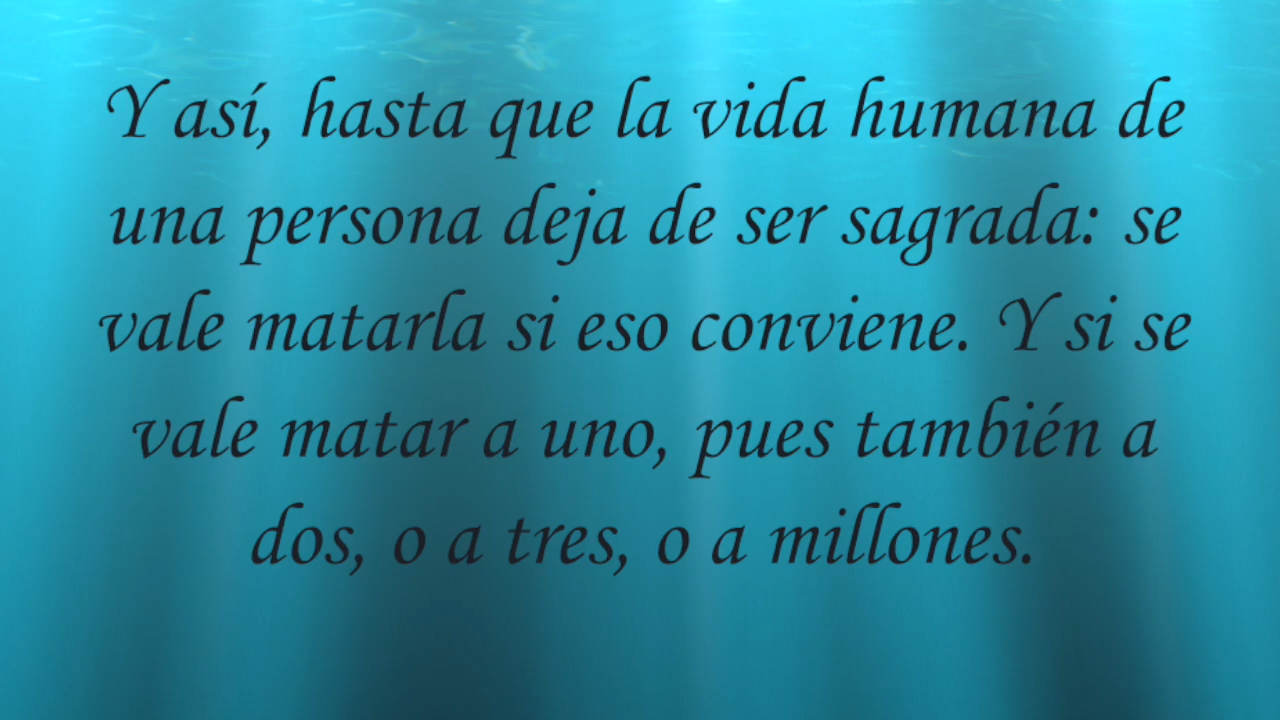 Y así, hasta que la vida humana de
una persona deja de ser sagrada: se
vale matarla si eso conviene. Y si se
vale matar a uno, pues también a
dos, o a tres, o a millones.